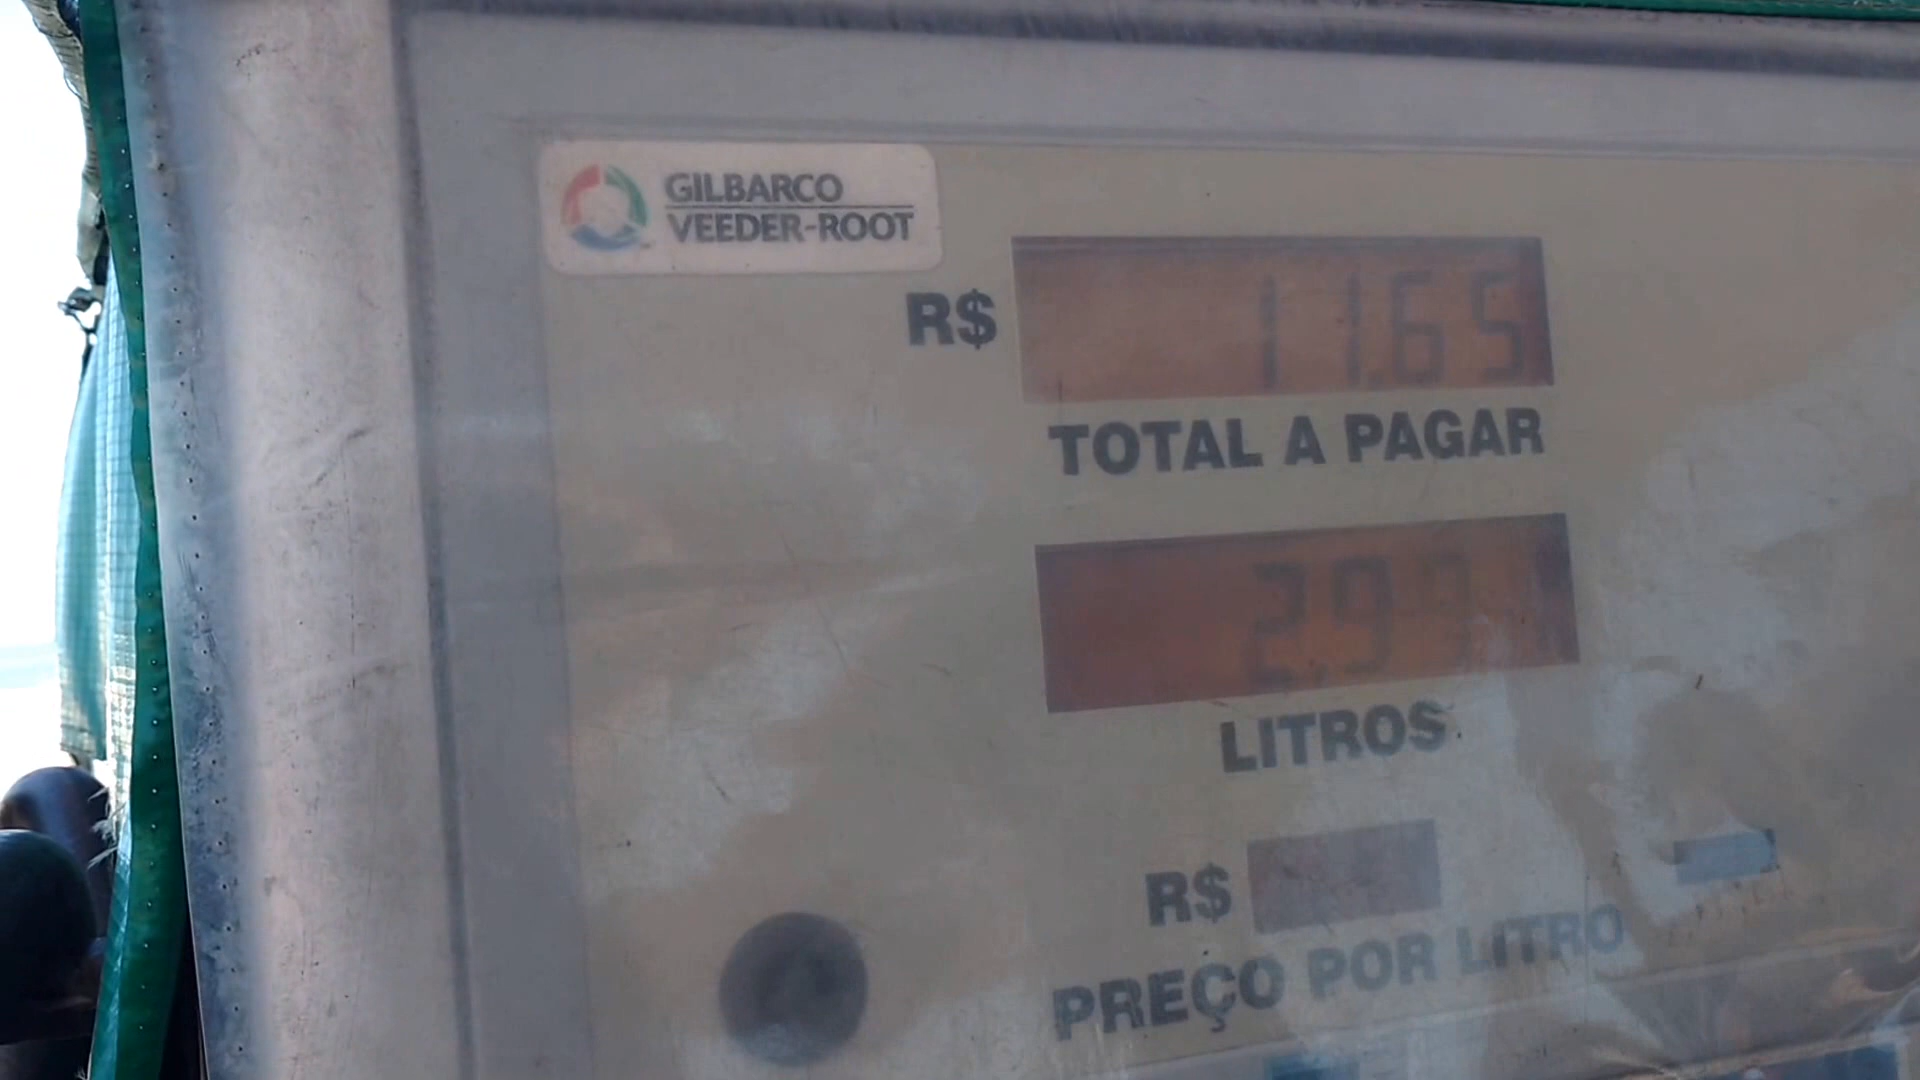 GILBARCO
VEEDER-ROOT
R$ 11.65
TOTAL A PAGAR
LITROS
R$
PREÇO POR LITRO